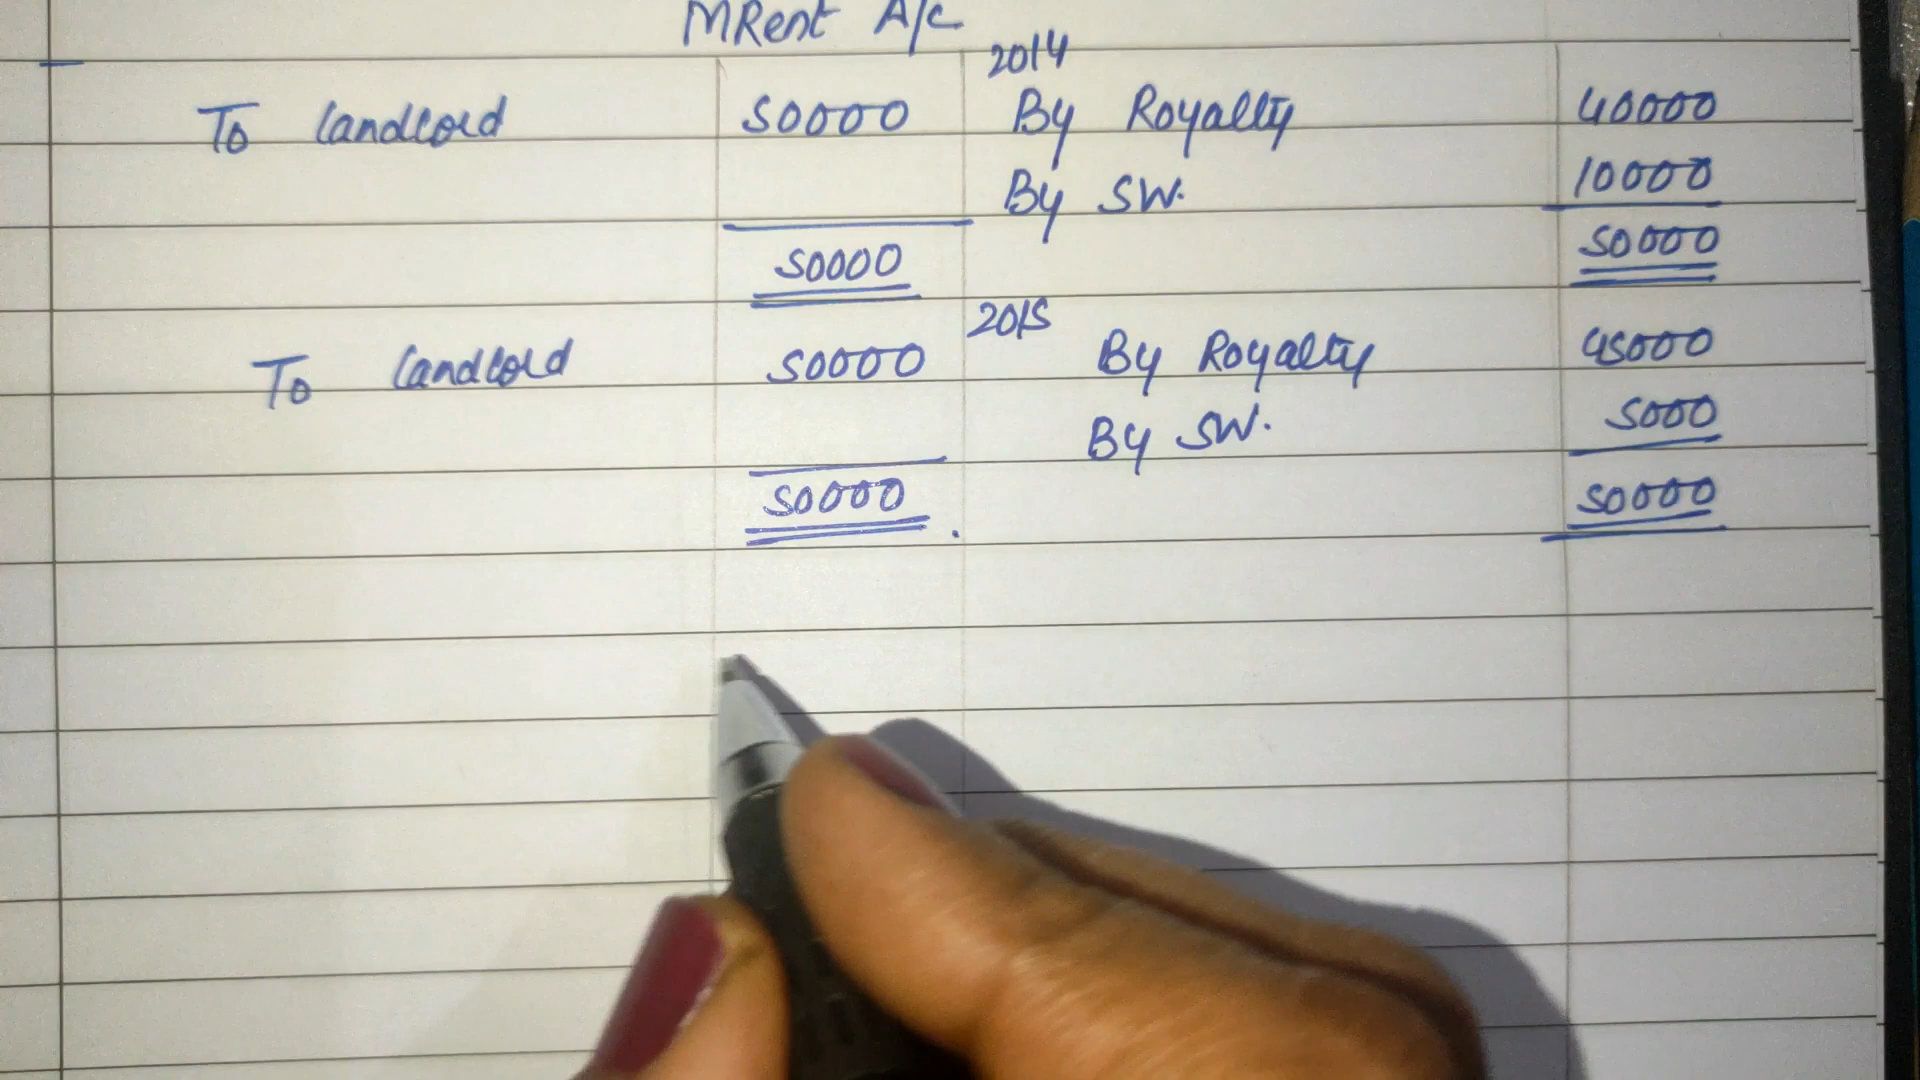 MRent A/c
2014
To Landlord 50000 By Royalty 40000
By SW. 10000
50000 50000
2015
To Landlord 50000 By Royalty 45000
By SW. 5000
50000 50000